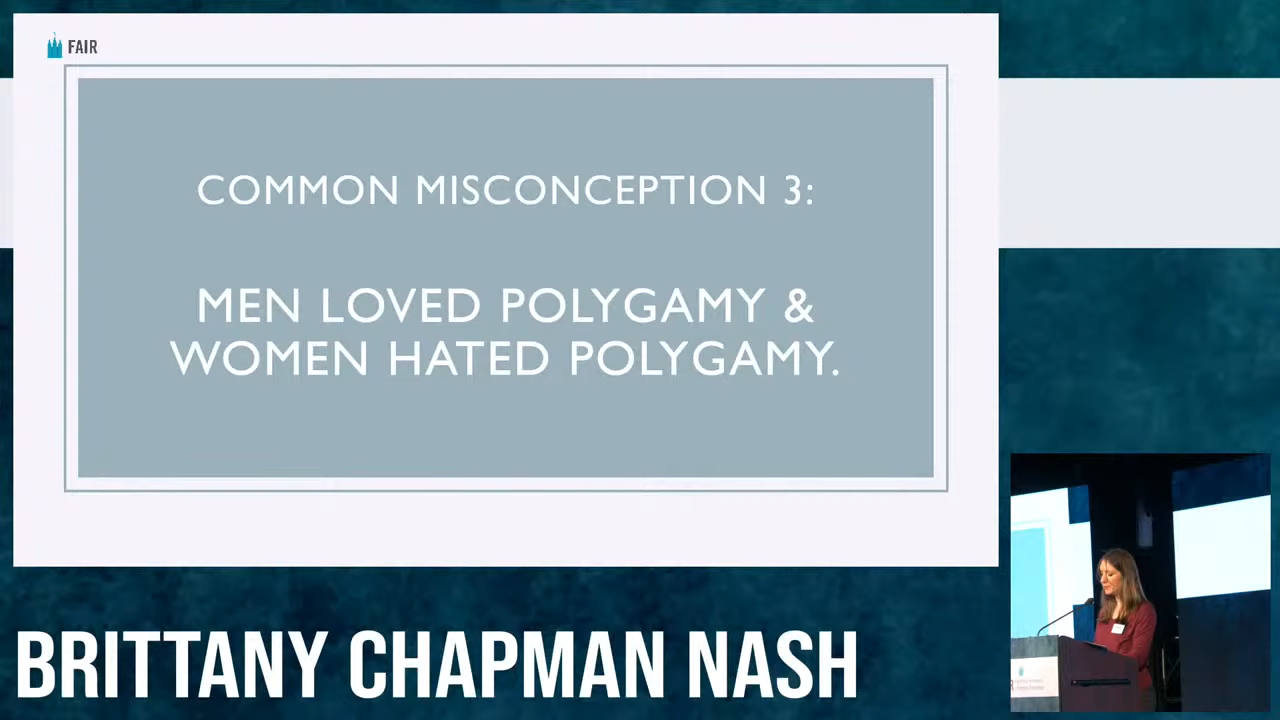 FAIR
COMMON MISCONCEPTION 3:
MEN LOVED POLYGAMY &
WOMEN HATED POLYGAMY.
BRITTANY CHAPMAN NASH